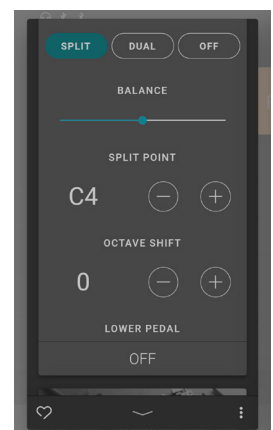 SPLIT DUAL OFF
BALANCE
SPLIT POINT
C4
OCTAVE SHIFT
0
LOWER PEDAL
OFF